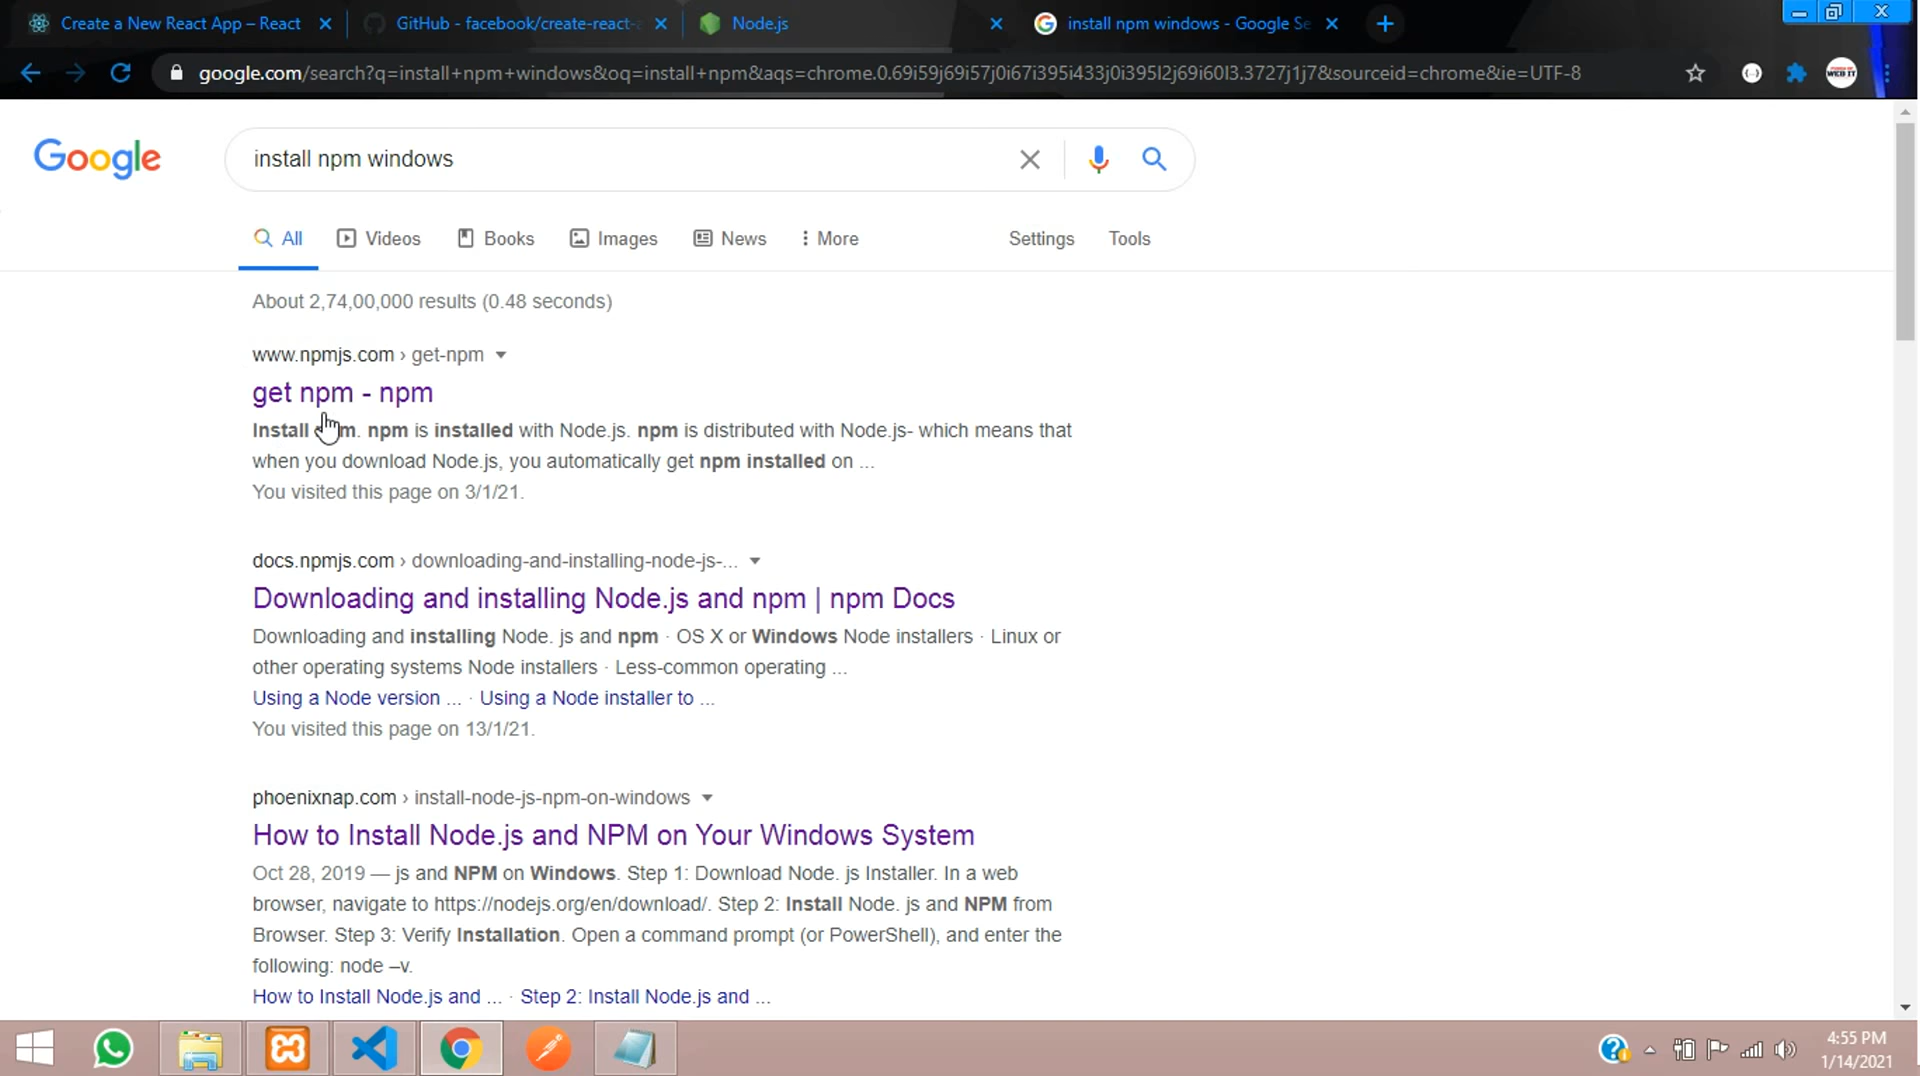 Create a New React App – React
GitHub - facebook/create-react-
Node.js
install npm windows - Google Se
google.com/search?q=install+npm+windows&oq=install+npm&aqs=chrome.0.69i59j69i57j0i67i395i433j0i395l2j69i60l3.3727j1j7&sourceid=chrome&ie=UTF-8
Google
install npm windows
All
Videos
Books
Images
News
More
Settings
Tools
About 2,74,00,000 results (0.48 seconds)
www.npmjs.com › get-npm
get npm - npm
Install npm. npm is installed with Node.js. npm is distributed with Node.js- which means that
when you download Node.js, you automatically get npm installed on ...
You visited this page on 3/1/21.
docs.npmjs.com › downloading-and-installing-node-js-...
Downloading and installing Node.js and npm | npm Docs
Downloading and installing Node. js and npm · OS X or Windows Node installers · Linux or
other operating systems Node installers · Less-common operating ...
Using a Node version ... · Using a Node installer to ...
You visited this page on 13/1/21.
phoenixnap.com › install-node-js-npm-on-windows
How to Install Node.js and NPM on Your Windows System
Oct 28, 2019 — js and NPM on Windows. Step 1: Download Node. js Installer. In a web
browser, navigate to https://nodejs.org/en/download/. Step 2: Install Node. js and NPM from
Browser. Step 3: Verify Installation. Open a command prompt (or PowerShell), and enter the
following: node –v.
How to Install Node.js and ... · Step 2: Install Node.js and ...
4:55 PM
1/14/2021